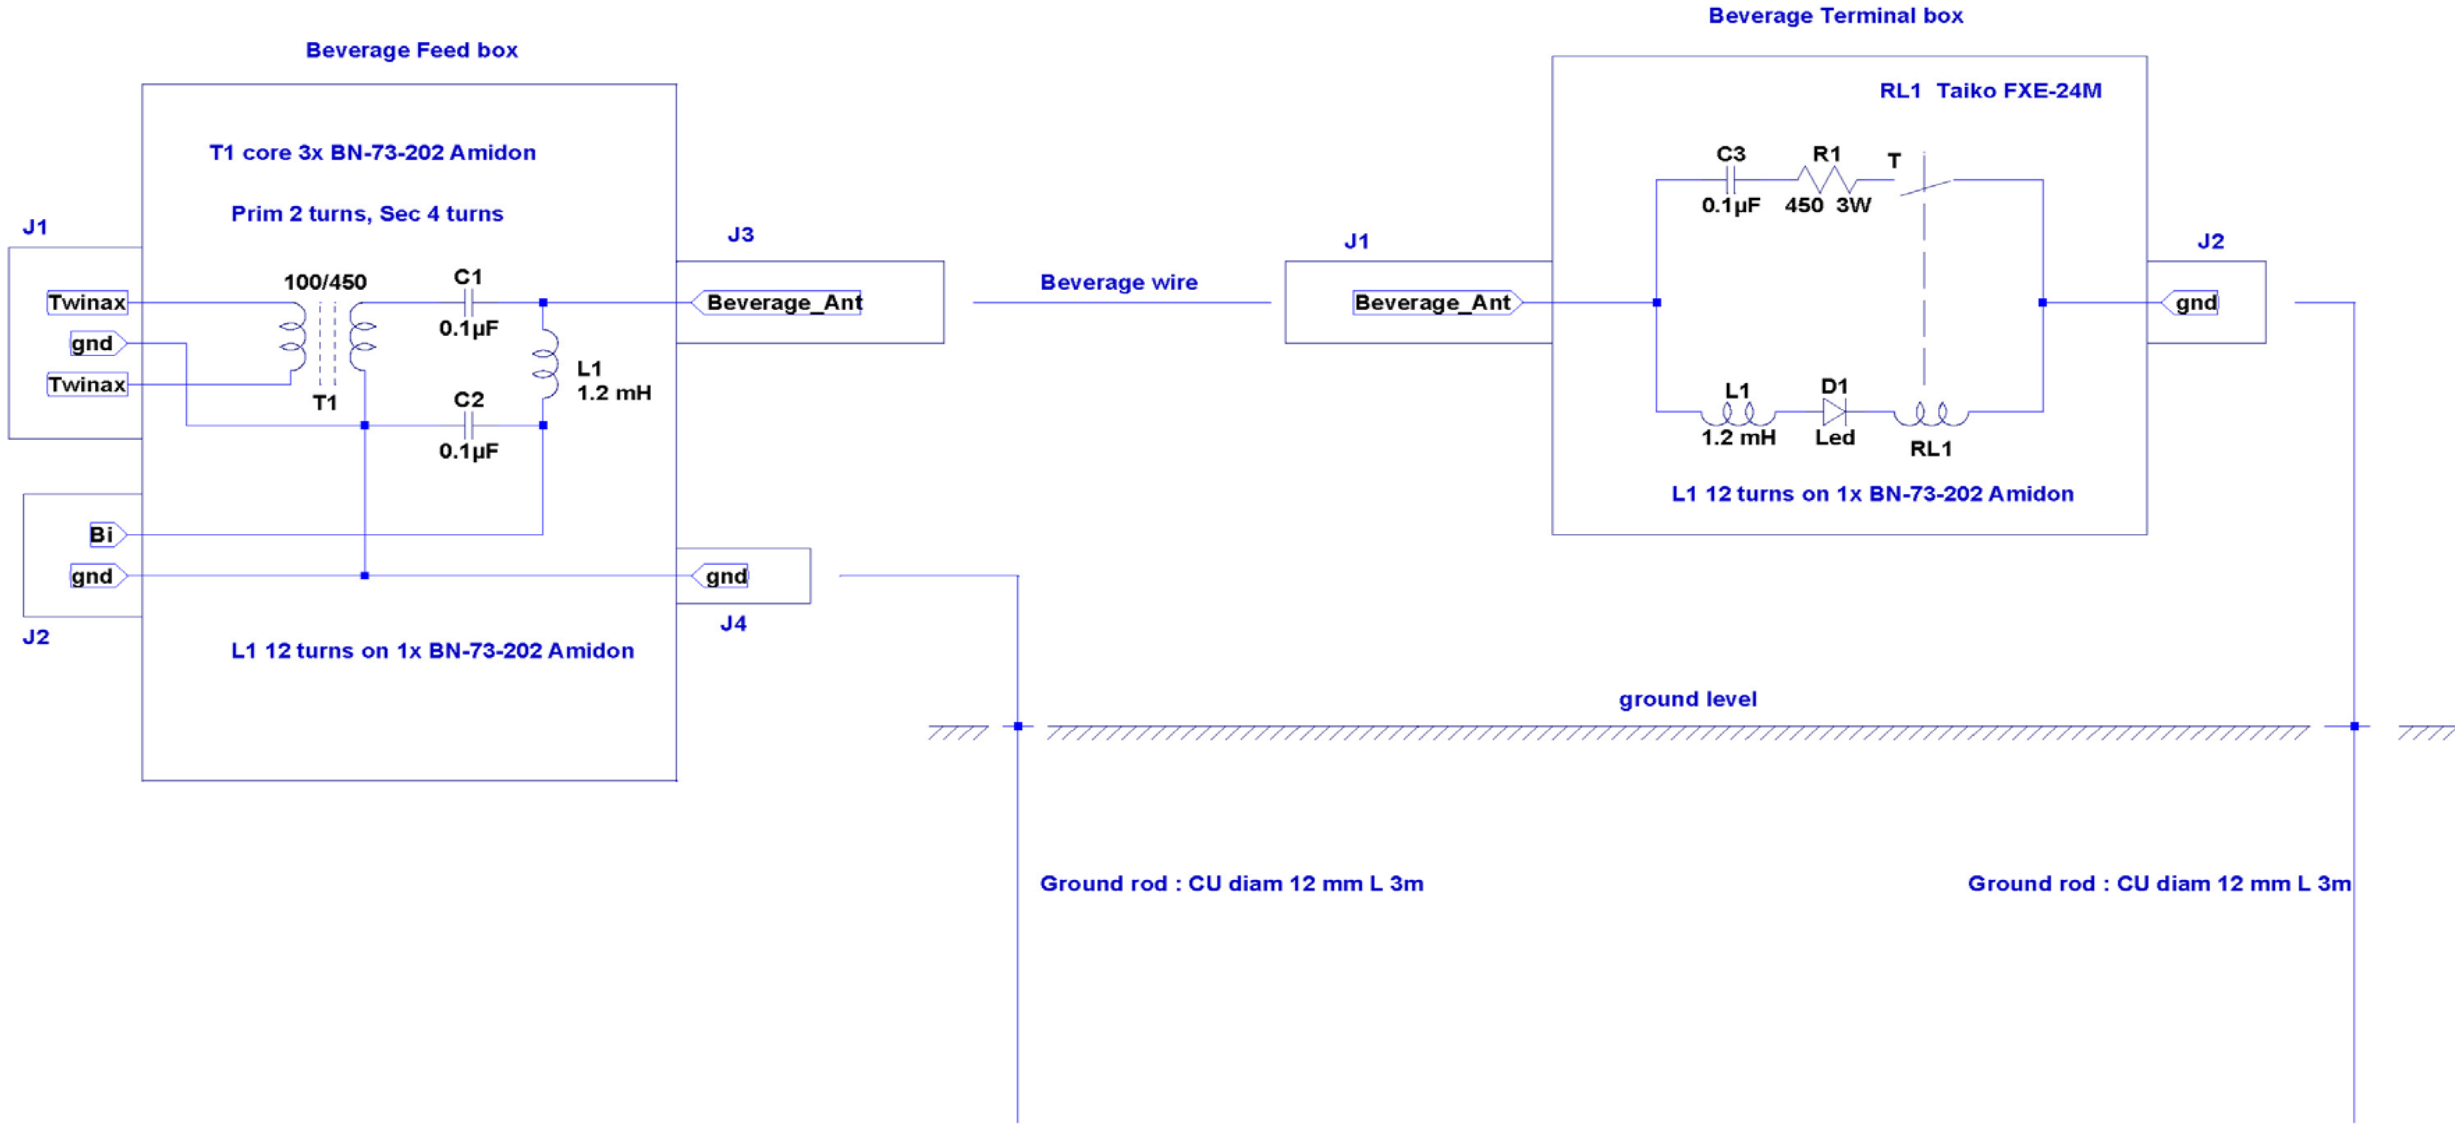 Beverage Feed box
Beverage Terminal box
T1 core 3x BN-73-202 Amidon
Prim 2 turns, Sec 4 turns
J1
Twinax
gnd
Twinax
100/450
T1
C1
0.1µF
C2
0.1µF
L1
1.2 mH
J3
Beverage_Ant
Bi
gnd
J2
gnd
J4
L1 12 turns on 1x BN-73-202 Amidon
Beverage wire
RL1 Taiko FXE-24M
C3
0.1µF
R1
450 3W
T
J1
Beverage_Ant
J2
gnd
L1
1.2 mH
D1
Led
RL1
L1 12 turns on 1x BN-73-202 Amidon
ground level
Ground rod : CU diam 12 mm L 3m
Ground rod : CU diam 12 mm L 3m